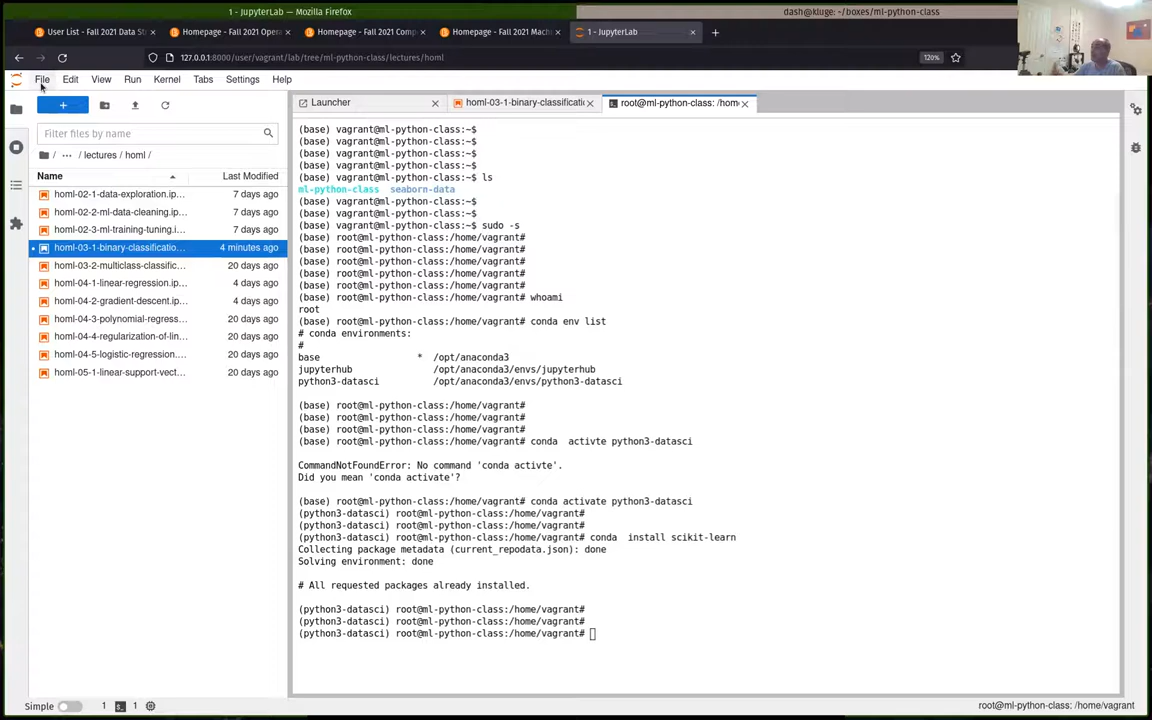 1 - JupyterLab — Mozilla Firefox
dash@kluge: ~/boxes/ml-python-class
User List - Fall 2021 Data St
Homepage - Fall 2021 Opera
Homepage - Fall 2021 Comp
Homepage - Fall 2021 Mach
1 - JupyterLab
127.0.0.1:8000/user/vagrant/lab/tree/ml-python-class/lectures/homl
120%
File Edit View Run Kernel Tabs Settings Help
Launcher
homl-03-1-binary-classificati
root@ml-python-class: /hom
Filter files by name
/ ... / lectures / homl /
Name Last Modified
homl-02-1-data-exploration.ip... 7 days ago
homl-02-2-ml-data-cleaning.ip... 7 days ago
homl-02-3-ml-training-tuning.i... 7 days ago
homl-03-1-binary-classificatio... 4 minutes ago
homl-03-2-multiclass-classific... 20 days ago
homl-04-1-linear-regression.ip... 4 days ago
homl-04-2-gradient-descent.ip... 4 days ago
homl-04-3-polynomial-regress... 20 days ago
homl-04-4-regularization-of-lin... 20 days ago
homl-04-5-logistic-regression.... 20 days ago
homl-05-1-linear-support-vect... 20 days ago
(base) vagrant@ml-python-class:~$
(base) vagrant@ml-python-class:~$
(base) vagrant@ml-python-class:~$
(base) vagrant@ml-python-class:~$
(base) vagrant@ml-python-class:~$ ls
ml-python-class seaborn-data
(base) vagrant@ml-python-class:~$
(base) vagrant@ml-python-class:~$
(base) vagrant@ml-python-class:~$ sudo -s
(base) root@ml-python-class:/home/vagrant#
(base) root@ml-python-class:/home/vagrant#
(base) root@ml-python-class:/home/vagrant#
(base) root@ml-python-class:/home/vagrant#
(base) root@ml-python-class:/home/vagrant#
(base) root@ml-python-class:/home/vagrant# whoami
root
(base) root@ml-python-class:/home/vagrant# conda env list
# conda environments:
#
base * /opt/anaconda3
jupyterhub /opt/anaconda3/envs/jupyterhub
python3-datasci /opt/anaconda3/envs/python3-datasci
(base) root@ml-python-class:/home/vagrant#
(base) root@ml-python-class:/home/vagrant#
(base) root@ml-python-class:/home/vagrant#
(base) root@ml-python-class:/home/vagrant# conda activte python3-datasci
CommandNotFoundError: No command 'conda activte'.
Did you mean 'conda activate'?
(base) root@ml-python-class:/home/vagrant# conda activate python3-datasci
(python3-datasci) root@ml-python-class:/home/vagrant#
(python3-datasci) root@ml-python-class:/home/vagrant#
(python3-datasci) root@ml-python-class:/home/vagrant# conda install scikit-learn
Collecting package metadata (current_repodata.json): done
Solving environment: done
# All requested packages already installed.
(python3-datasci) root@ml-python-class:/home/vagrant#
(python3-datasci) root@ml-python-class:/home/vagrant#
(python3-datasci) root@ml-python-class:/home/vagrant#
Simple 1 1
root@ml-python-class: /home/vagrant